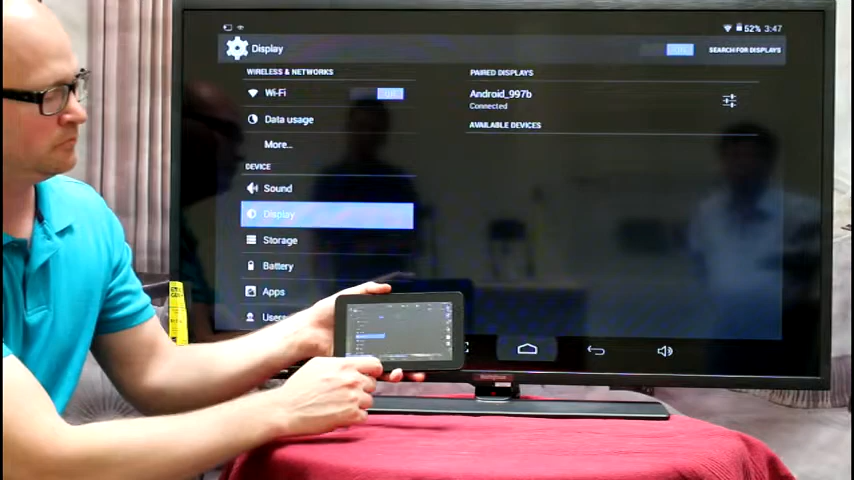 52% 3:47
Display
SEARCH FOR DISPLAYS
WIRELESS & NETWORKS
Wi-Fi
Data usage
More...
DEVICE
Sound
Display
Storage
Battery
Apps
Users
PAIRED DISPLAYS
Android_997b
Connected
AVAILABLE DEVICES